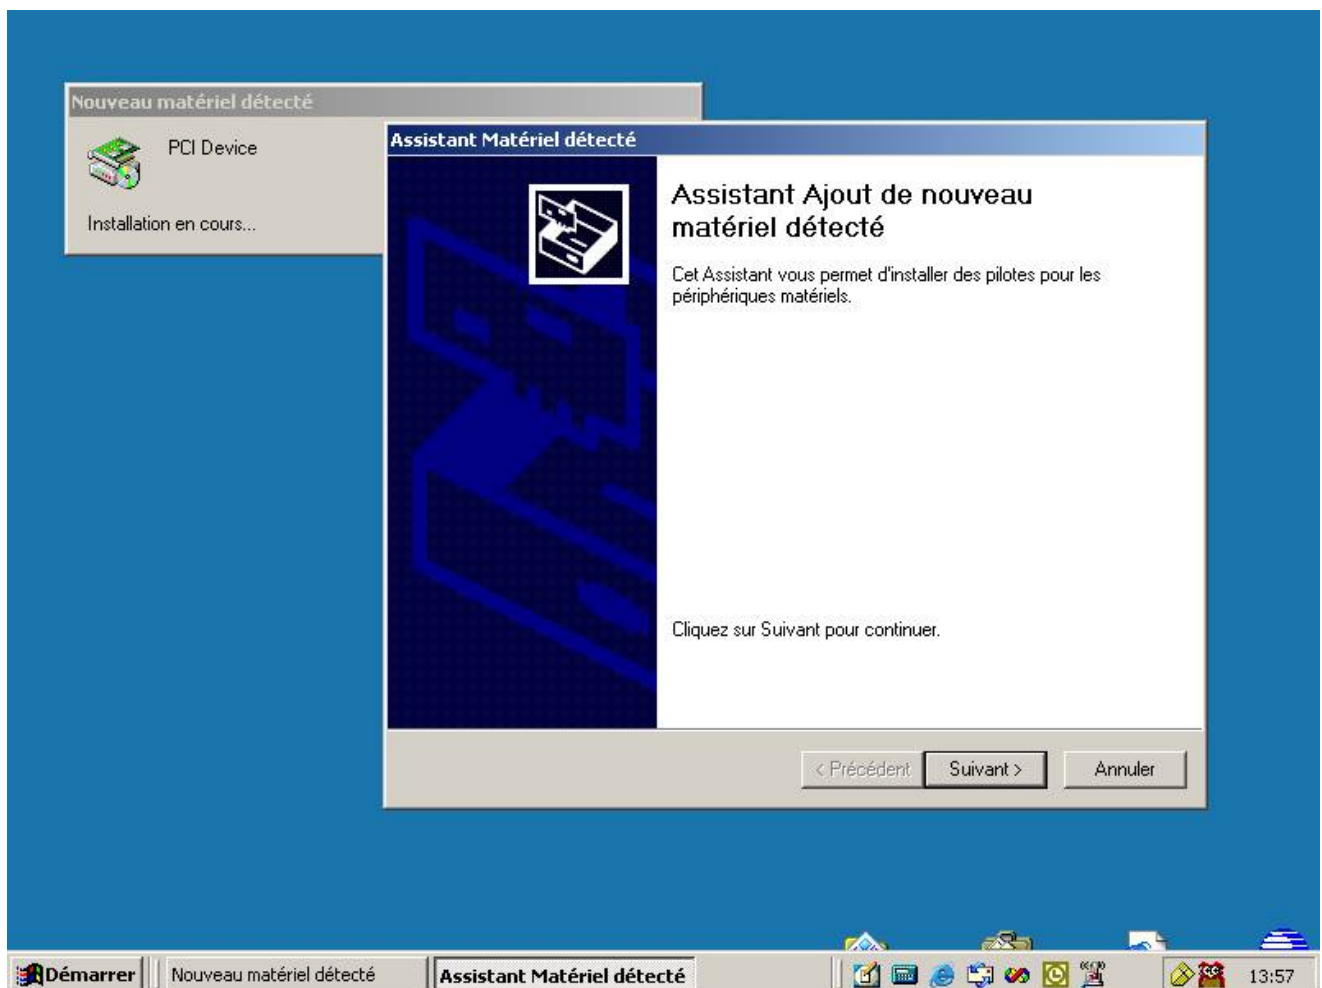 Nouveau matériel détecté
PCI Device
Installation en cours...
Assistant Matériel détecté
Assistant Ajout de nouveau
matériel détecté
Cet Assistant vous permet d'installer des pilotes pour les
périphériques matériels.
Cliquez sur Suivant pour continuer.
< Précédent Suivant > Annuler
Démarrer Nouveau matériel détecté Assistant Matériel détecté 13:57